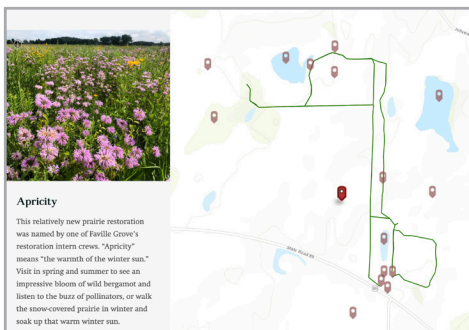 Apricity
This relatively new prairie restoration
was named by one of Faville Grove's
restoration intern crews. "Apricity"
means "the warmth of the winter sun."
Visit in spring and summer to see an
impressive bloom of wild bergamot and
listen to the buzz of pollinators, or walk
the snow-covered prairie in winter and
soak up that warm winter sun.